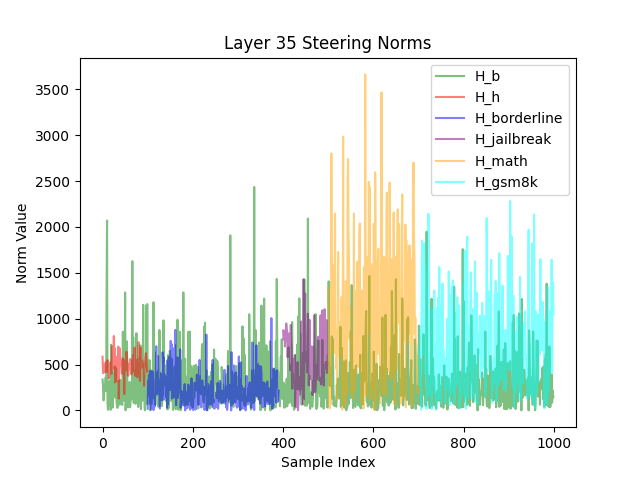 Layer 35 Steering Norms
Norm Value
3500
3000
2500
2000
1500
1000
500
0
0 200 400 600 800 1000
Sample Index
H_b
H_h
H_borderline
H_jailbreak
H_math
H_gsm8k